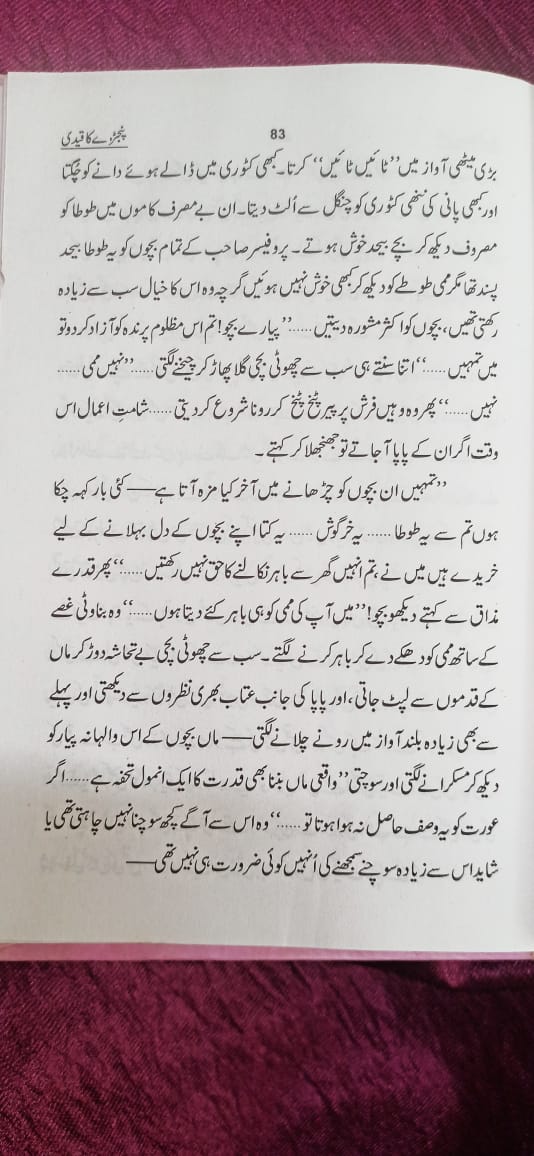 پنجرے کا قیدی
83
بڑی میٹھی آواز میں ’’ٹائیں ٹائیں‘‘ کرتا۔ کبھی کٹوری میں ڈالے ہوئے دانے کو چُگتا
اور کبھی پانی کی ننھی کٹوری کو چنگل سے اُلٹ دیتا۔ ان بے مصرف کاموں میں طوطا کو
مصروف دیکھ کر بچے بیحد خوش ہوتے۔ پروفیسر صاحب کے تمام بچوں کو یہ طوطا بیحد
پسند تھا مگر ممی طوطے کو دیکھ کر کبھی خوش نہیں ہوئیں گرچہ وہ اس کا خیال سب سے زیادہ
رکھتی تھیں، بچوں کو اکثر مشورہ دیتیں ......’’پیارے بچو! تم اس مظلوم پرندہ کو آزاد کر دو تو
میں تمہیں ......‘‘ اتنا سنتے ہی سب سے چھوٹی بچی گلا پھاڑ کر چیخنے لگتی ......’’نہیں ممی ......
نہیں ......‘‘ پھر وہ وہیں فرش پر پیر پٹخ پٹخ کر رونا شروع کر دیتی ......شامتِ اعمال اس
وقت اگر ان کے پاپا آ جاتے تو جھنجھلا کر کہتے۔
’’تمہیں ان بچوں کو چڑھانے میں آخر کیا مزہ آتا ہے — کئی بار کہہ چکا
ہوں تم سے یہ طوطا ...... یہ خرگوش ...... یہ کتا اپنے بچوں کے دل بہلانے کے لیے
خریدے ہیں میں نے، تم انہیں گھر سے باہر نکالنے کا حق نہیں رکھتیں ......‘‘ پھر قدرے
مذاق سے کہتے دیکھو بچو! ’’میں آپ کی ممی کو ہی باہر کئے دیتا ہوں ......‘‘ وہ بناوٹی غصے
کے ساتھ ممی کو دھکے دے کر باہر کرنے لگتے۔ سب سے چھوٹی بچی بے تحاشہ دوڑ کر ماں
کے قدموں سے لپٹ جاتی، اور پاپا کی جانب عتاب بھری نظروں سے دیکھتی اور پہلے
سے بھی زیادہ بلند آواز میں رونے چلانے لگتی — ماں بچوں کے اس والہانہ پیار کو
دیکھ کر مسکرانے لگتی اور سوچتی ’’واقعی ماں بننا بھی قدرت کا ایک انمول تحفہ ہے ......اگر
عورت کو یہ وصف حاصل نہ ہوا ہوتا تو ......‘‘ وہ اس سے آگے کچھ سوچنا نہیں چاہتی تھی یا
شاید اس سے زیادہ سوچنے سمجھنے کی اُنہیں کوئی ضرورت ہی نہیں تھی —